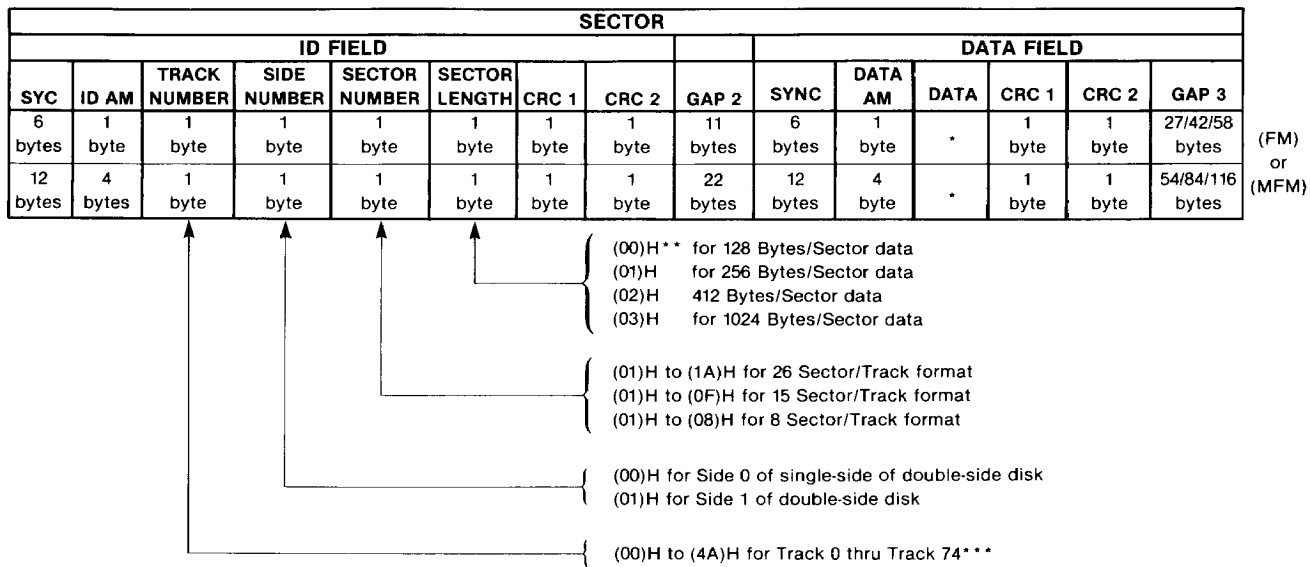 SECTOR
ID FIELD DATA FIELD
SYC ID AM TRACK NUMBER SIDE NUMBER SECTOR NUMBER SECTOR LENGTH CRC 1 CRC 2 GAP 2 SYNC DATA AM DATA CRC 1 CRC 2 GAP 3
6 bytes 1 byte 1 byte 1 byte 1 byte 1 byte 1 byte 1 byte 11 bytes 6 bytes 1 byte * 1 byte 1 byte 27/42/58 bytes (FM)
or
12 bytes 4 bytes 1 byte 1 byte 1 byte 1 byte 1 byte 1 byte 22 bytes 12 bytes 4 byte * 1 byte 1 byte 54/84/116 bytes (MFM)
(00)H** for 128 Bytes/Sector data
(01)H for 256 Bytes/Sector data
(02)H 412 Bytes/Sector data
(03)H for 1024 Bytes/Sector data
(01)H to (1A)H for 26 Sector/Track format
(01)H to (0F)H for 15 Sector/Track format
(01)H to (08)H for 8 Sector/Track format
(00)H for Side 0 of single-side of double-side disk
(01)H for Side 1 of double-side disk
(00)H to (4A)H for Track 0 thru Track 74***